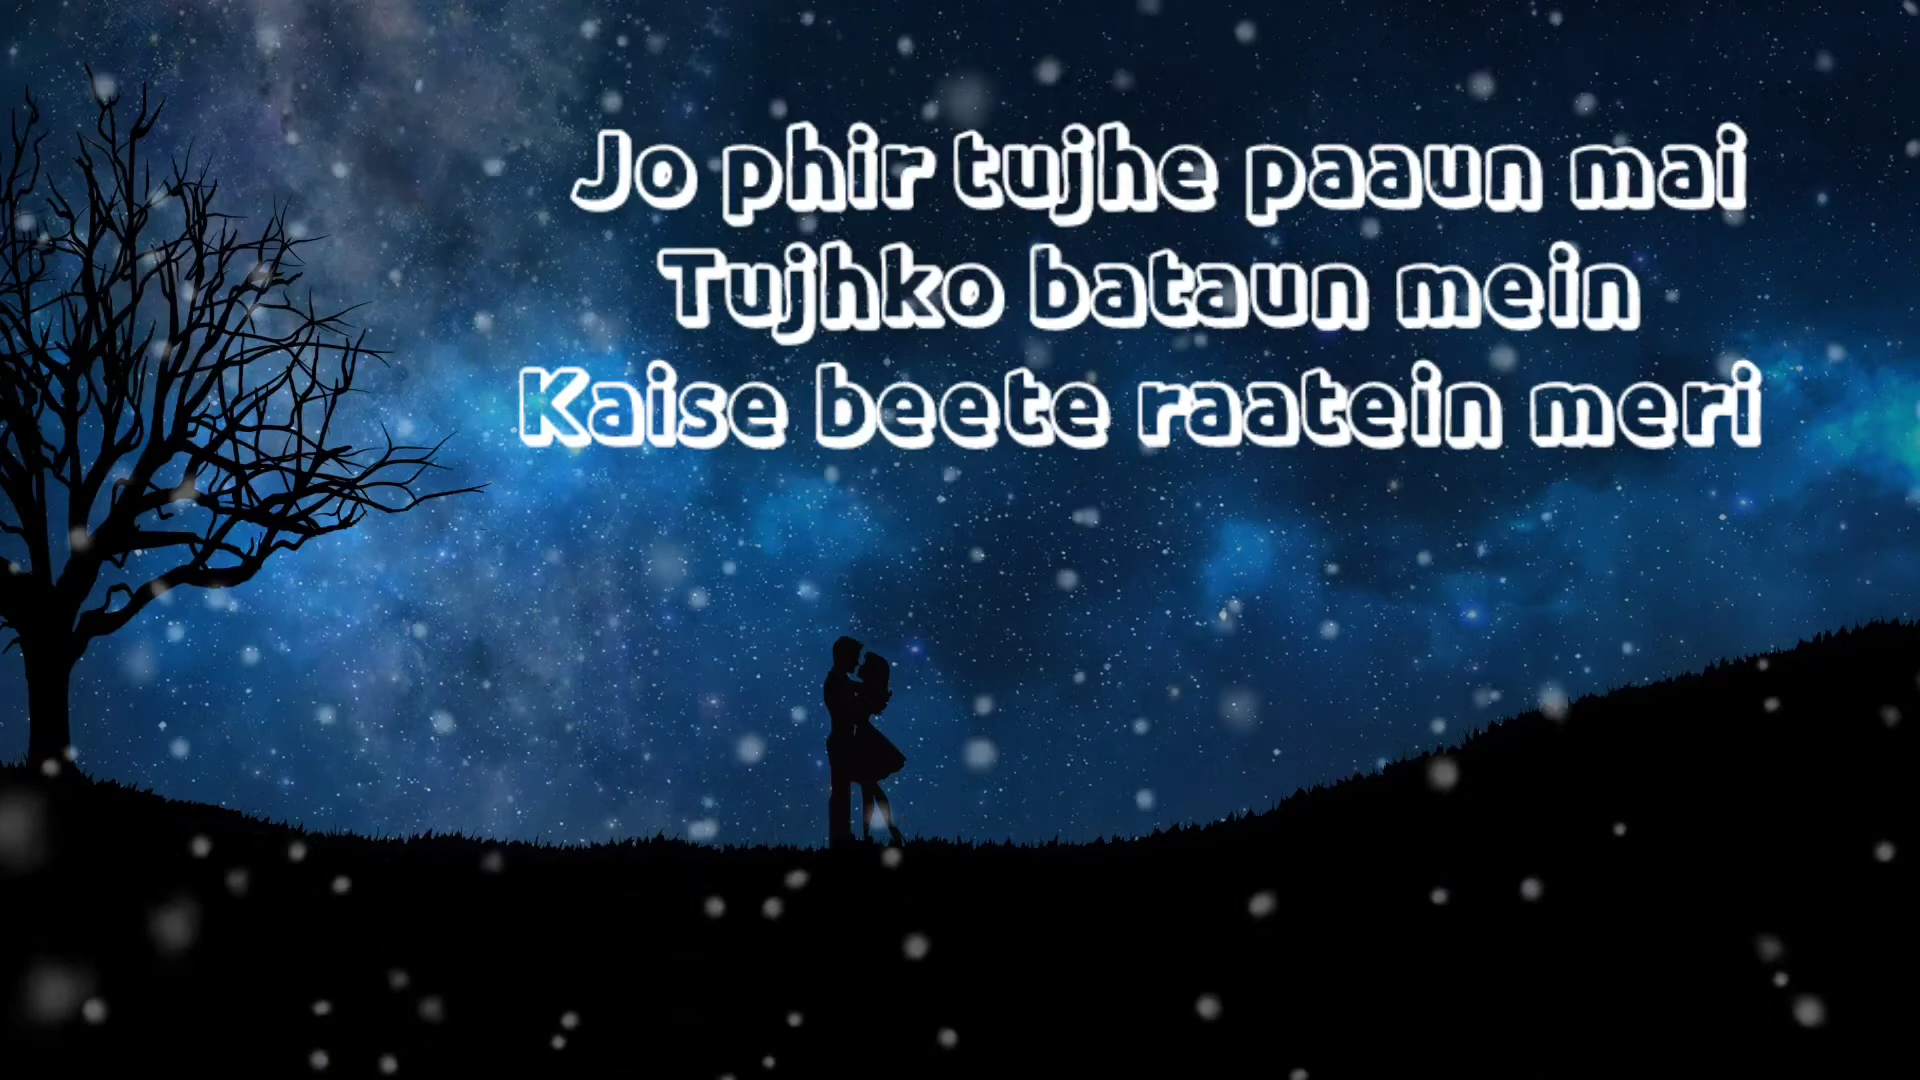 Jo phir tujhe paaun mai
Tujhko bataun mein
Kaise beete raatein meri